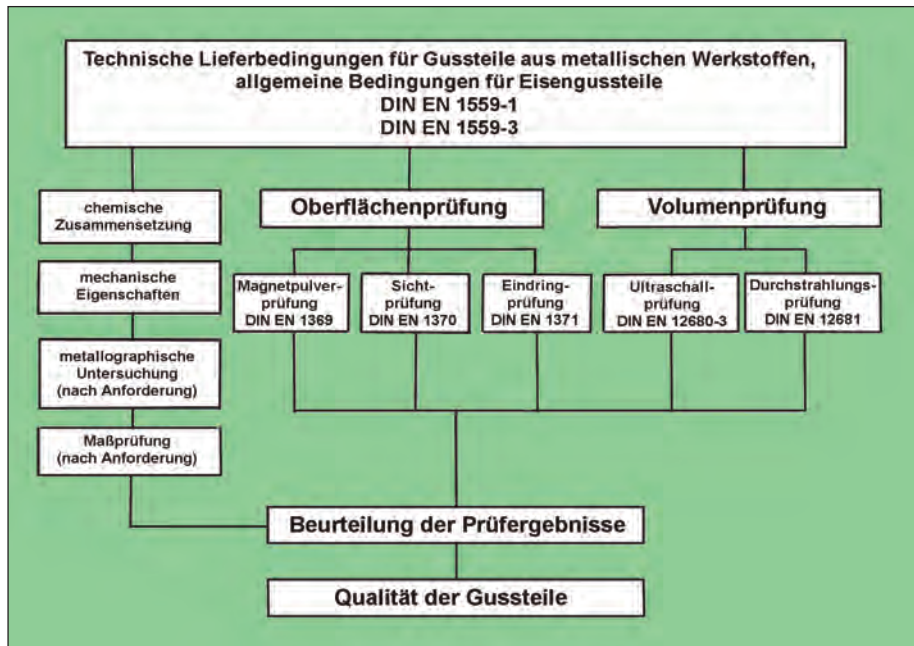 Technische Lieferbedingungen für Gussteile aus metallischen Werkstoffen,
allgemeine Bedingungen für Eisengussteile
DIN EN 1559-1
DIN EN 1559-3
chemische
Zusammensetzung
mechanische
Eigenschaften
metallographische
Untersuchung
(nach Anforderung)
Maßprüfung
(nach Anforderung)
Oberflächenprüfung
Volumenprüfung
Magnetpulver-
prüfung
DIN EN 1369
Sicht-
prüfung
DIN EN 1370
Eindring-
prüfung
DIN EN 1371
Ultraschall-
prüfung
DIN EN 12680-3
Durchstrahlungs-
prüfung
DIN EN 12681
Beurteilung der Prüfergebnisse
Qualität der Gussteile